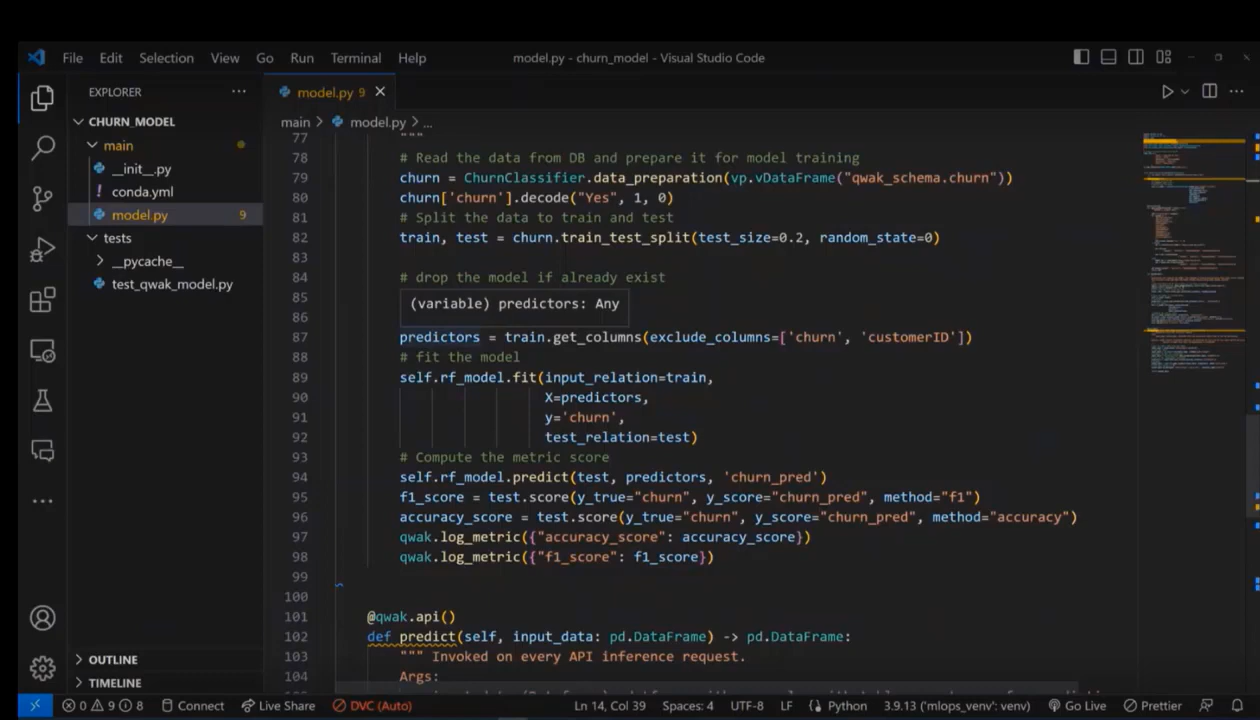 File Edit Selection View Go Run Terminal Help model.py - churn_model - Visual Studio Code
EXPLORER
CHURN_MODEL
main
__init__.py
conda.yml
model.py 9
tests
__pycache__
test_qwak_model.py
OUTLINE
TIMELINE
model.py 9
main > model.py > ...
77 """
78 # Read the data from DB and prepare it for model training
79 churn = ChurnClassifier.data_preparation(vp.vDataFrame("qwak_schema.churn"))
80 churn['churn'].decode("Yes", 1, 0)
81 # Split the data to train and test
82 train, test = churn.train_test_split(test_size=0.2, random_state=0)
83
84 # drop the model if already exist
85
(variable) predictors: Any
86
87 predictors = train.get_columns(exclude_columns=['churn', 'customerID'])
88 # fit the model
89 self.rf_model.fit(input_relation=train,
90 X=predictors,
91 y='churn',
92 test_relation=test)
93 # Compute the metric score
94 self.rf_model.predict(test, predictors, 'churn_pred')
95 f1_score = test.score(y_true="churn", y_score="churn_pred", method="f1")
96 accuracy_score = test.score(y_true="churn", y_score="churn_pred", method="accuracy")
97 qwak.log_metric({"accuracy_score": accuracy_score})
98 qwak.log_metric({"f1_score": f1_score})
99
100
101 @qwak.api()
102 def predict(self, input_data: pd.DataFrame) -> pd.DataFrame:
103 """ Invoked on every API inference request.
104 Args:
0 9 8 Connect Live Share DVC (Auto) Ln 14, Col 39 Spaces: 4 UTF-8 LF Python 3.9.13 ('mlops_venv': venv) Go Live Prettier